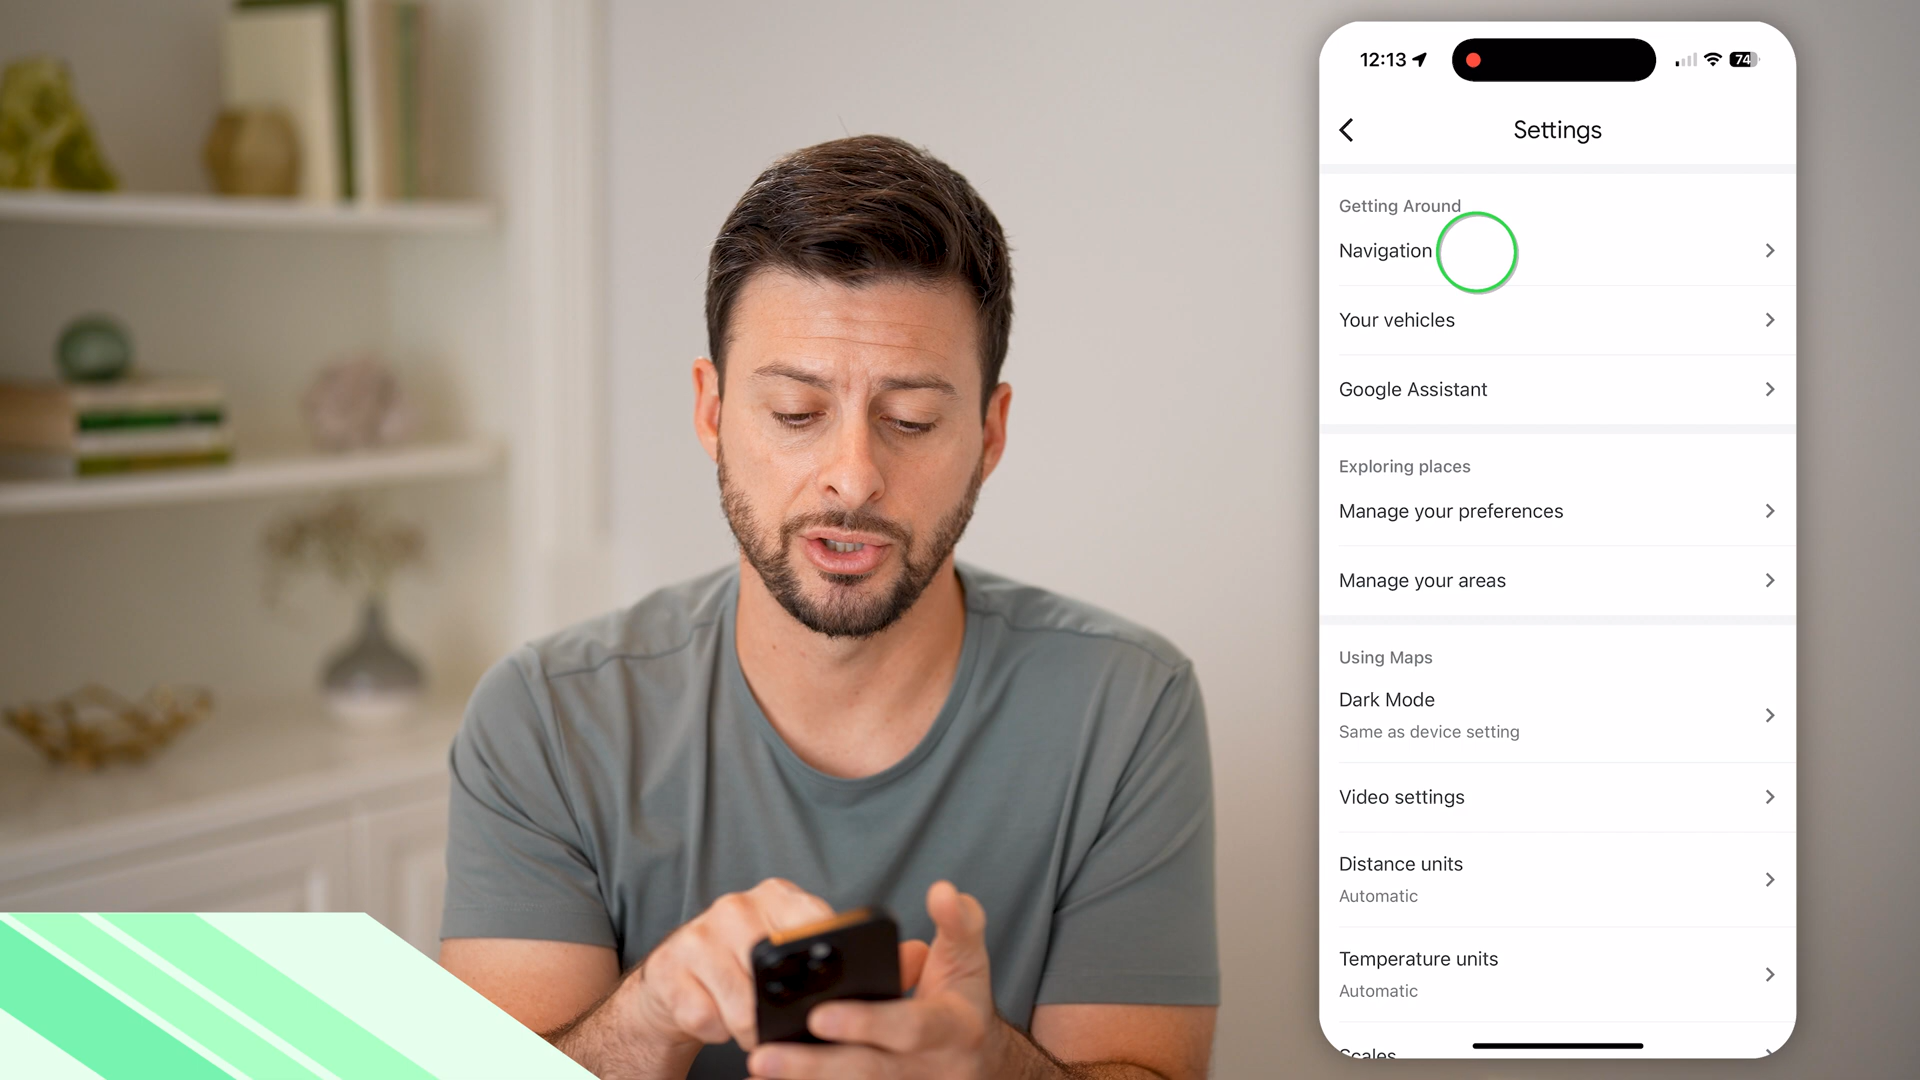 12:13
74
Settings
Getting Around
Navigation
Your vehicles
Google Assistant
Exploring places
Manage your preferences
Manage your areas
Using Maps
Dark Mode
Same as device setting
Video settings
Distance units
Automatic
Temperature units
Automatic
Scales